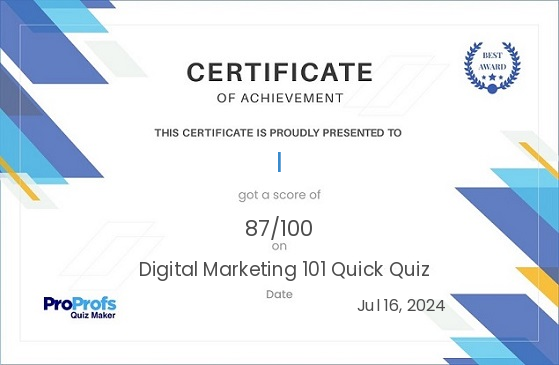 BEST
AWARD
CERTIFICATE
OF ACHIEVEMENT
THIS CERTIFICATE IS PROUDLY PRESENTED TO
l
got a score of
87/100
on
Digital Marketing 101 Quick Quiz
Date
Jul 16, 2024
ProProfs
Quiz Maker